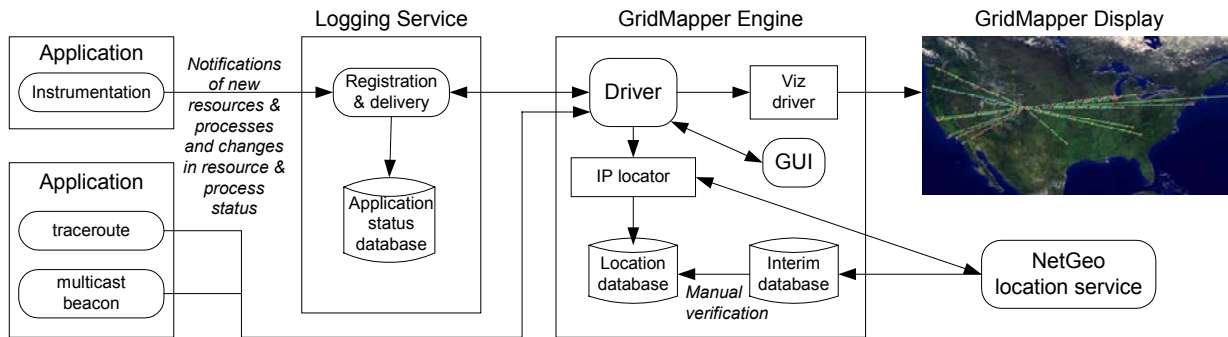 Logging Service
GridMapper Engine
GridMapper Display
Application
Instrumentation
Notifications
of new
resources &
processes
and changes
in resource &
process
status
Registration
& delivery
Application
status
database
Driver
Viz
driver
GUI
IP locator
Location
database
Interim
database
Manual
verification
NetGeo
location service
Application
traceroute
multicast
beacon